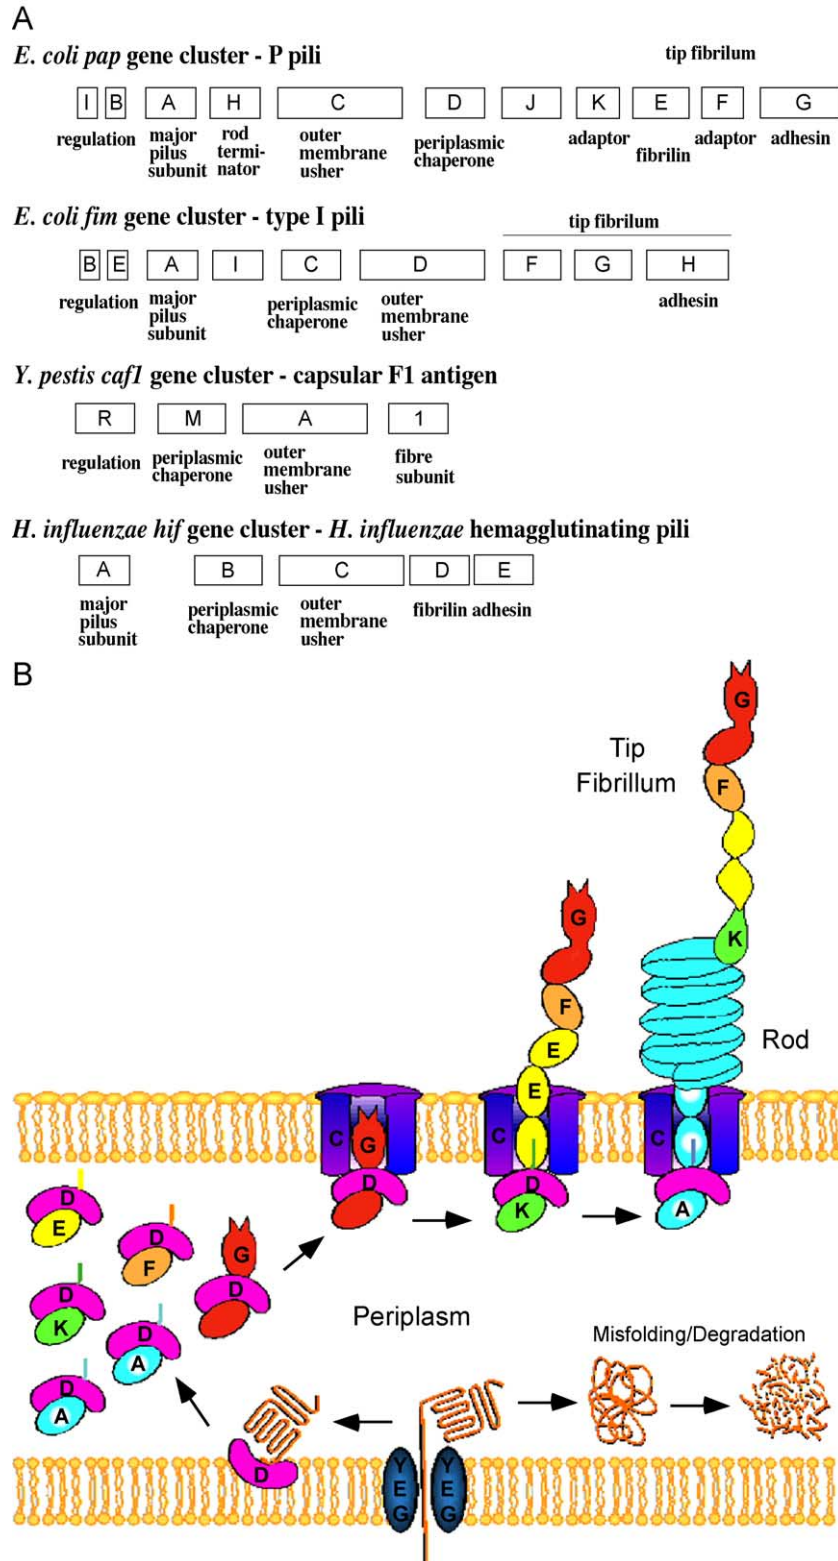 A
E. coli pap gene cluster - P pili
tip fibrilum
I B A H C D J K E F G
regulation
major
pilus
subunit
rod
termi-
nator
outer
membrane
usher
periplasmic
chaperone
adaptor
fibrilin
adaptor
adhesin
E. coli fim gene cluster - type I pili
tip fibrilum
B E A I C D F G H
regulation
major
pilus
subunit
periplasmic
chaperone
outer
membrane
usher
adhesin
Y. pestis caf1 gene cluster - capsular F1 antigen
R M A 1
regulation
periplasmic
chaperone
outer
membrane
usher
fibre
subunit
H. influenzae hif gene cluster - H. influenzae hemagglutinating pili
A B C D E
major
pilus
subunit
periplasmic
chaperone
outer
membrane
usher
fibrilin adhesin
B
G
Tip
Fibrillum
F
K
G
F
E
Rod
E
C
G
D
C
D
K
C
A
D
E
D
F
G
D
D
K
D
A
D
A
Periplasm
Misfolding/Degradation
D
Y
E
G
Y
E
G